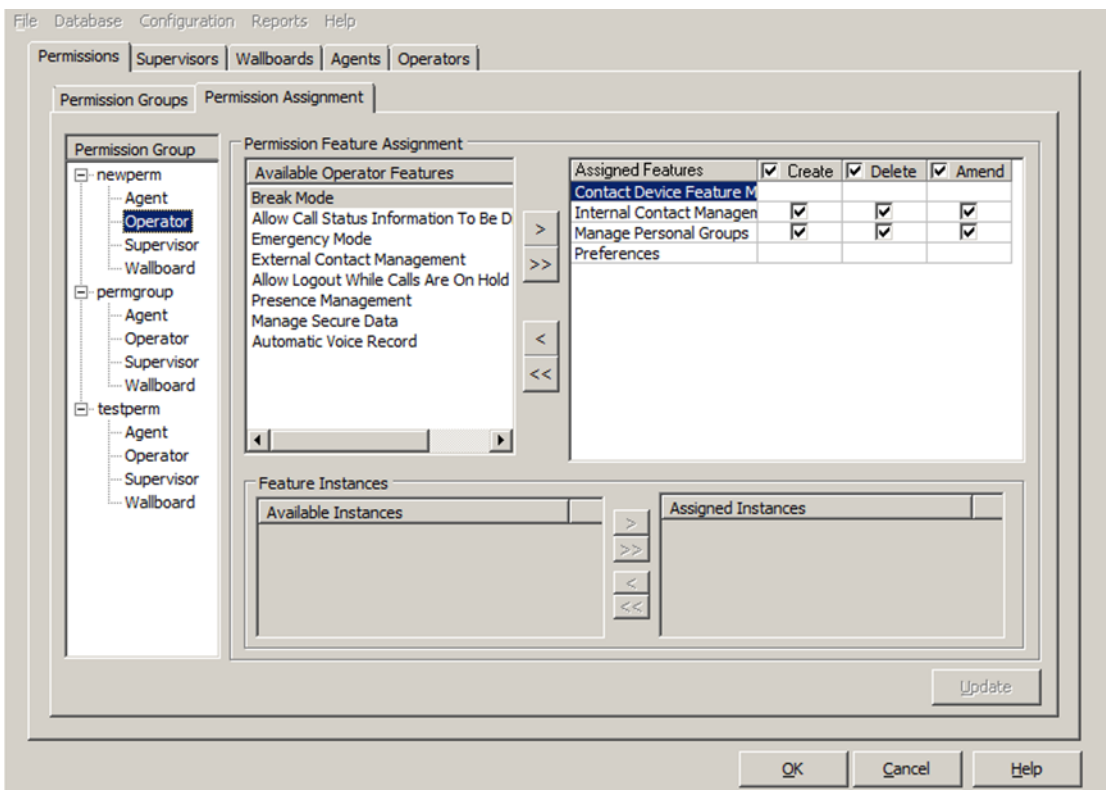 File Database Configuration Reports Help
Permissions Supervisors Wallboards Agents Operators
Permission Groups Permission Assignment
Permission Group
newperm
Agent
Operator
Supervisor
Wallboard
permgroup
Agent
Operator
Supervisor
Wallboard
testperm
Agent
Operator
Supervisor
Wallboard
Permission Feature Assignment
Available Operator Features
Break Mode
Allow Call Status Information To Be D
Emergency Mode
External Contact Management
Allow Logout While Calls Are On Hold
Presence Management
Manage Secure Data
Automatic Voice Record
>
>>
<
<<
Assigned Features Create Delete Amend
Contact Device Feature M
Internal Contact Managem
Manage Personal Groups
Preferences
Feature Instances
Available Instances
>
>>
<
<<
Assigned Instances
Update
OK Cancel Help